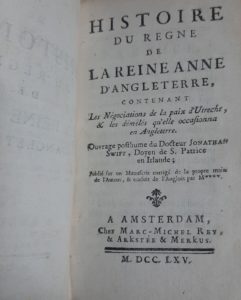 HISTOIRE
DU REGNE
DE
LA REINE ANNE
D'ANGLETERRE,
CONTENANT
Les Négociations de la paix d'Utrecht,
& les démêlés qu'elle occasionna
en Angleterre.
Ouvrage posthume du Docteur JONATHAN
SWIFT, Doyen de S. Patrice
en Irlande;
Publié sur un Manuscrit corrigé de la propre main
de l'Auteur, & traduit de l'Anglois par M****.
A AMSTERDAM,
Chez MARC-MICHEL REY,
& ARKSTÉE & MERKUS.
M. DCC. LXV.